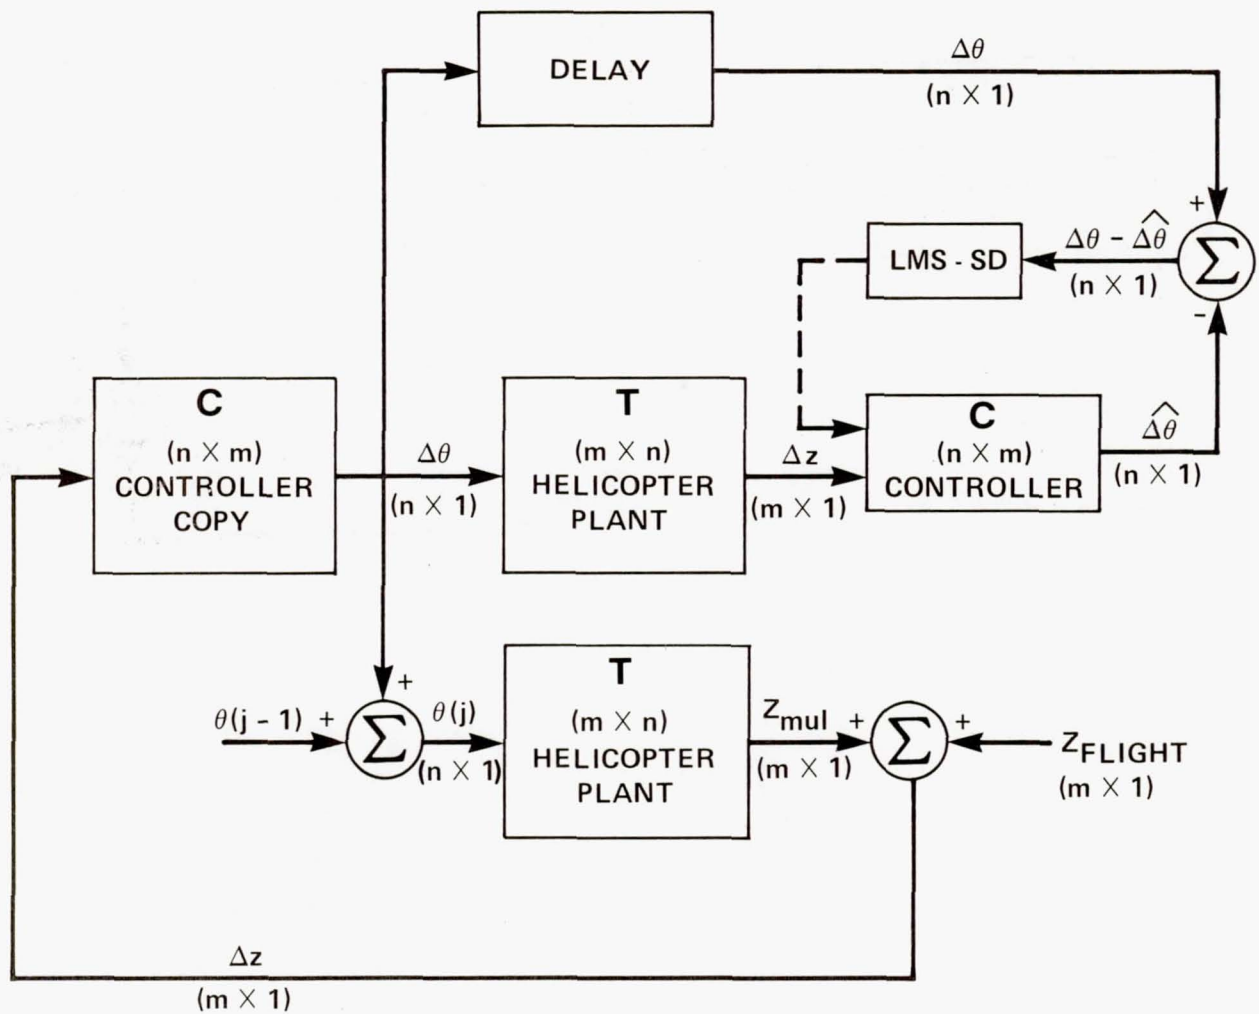 DELAY
Δθ
(n X 1)
+
LMS - SD
Δθ - Δθ̂
(n X 1)
Σ
-
C
(n X m)
CONTROLLER
COPY
Δθ
(n X 1)
T
(m X n)
HELICOPTER
PLANT
Δz
(m X 1)
C
(n X m)
CONTROLLER
Δθ̂
(n X 1)
θ(j - 1) +
+
Σ
θ(j)
(n X 1)
T
(m X n)
HELICOPTER
PLANT
Zmul
(m X 1)
+
Σ
+
ZFLIGHT
(m X 1)
Δz
(m X 1)